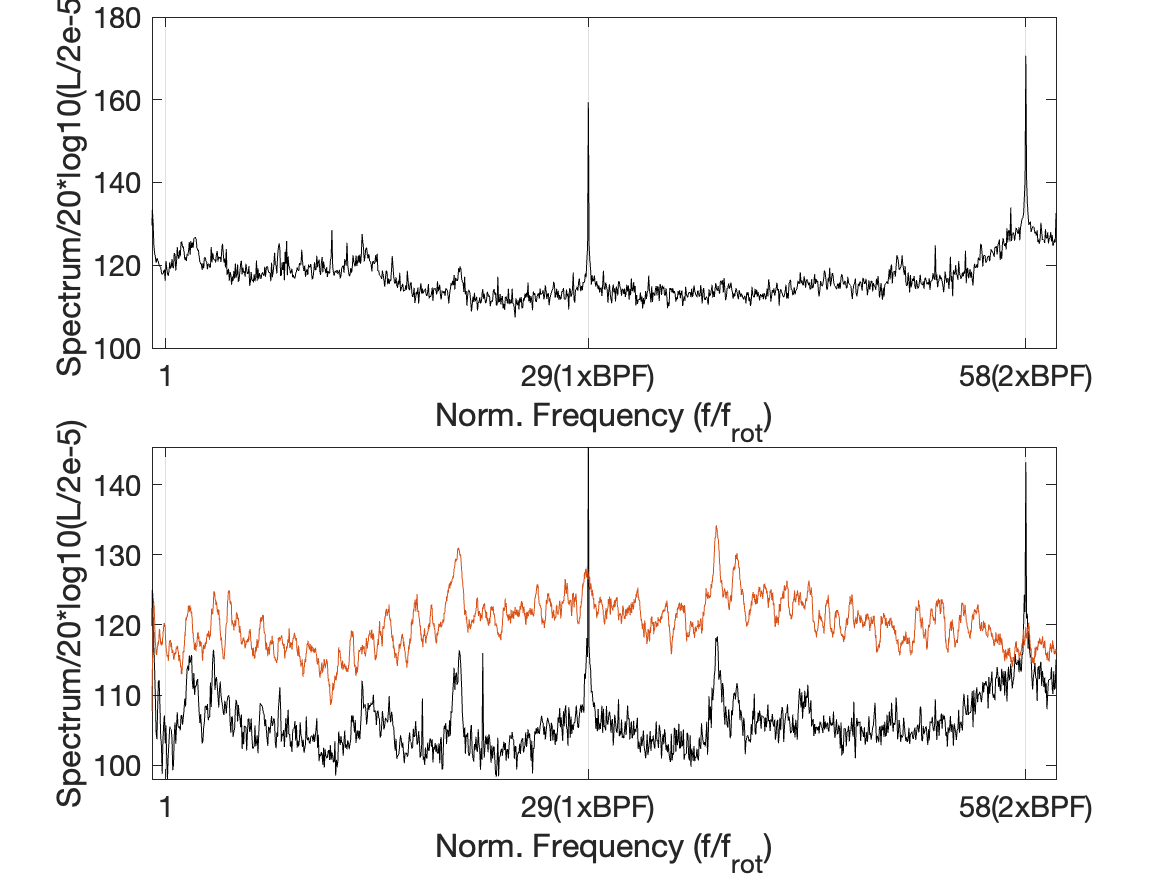 Spectrum/20*log10(L/2e-5
180
160
140
120
100
1
29(1xBPF)
58(2xBPF)
Norm. Frequency (f/f_rot)
Spectrum/20*log10(L/2e-5)
140
130
120
110
100
1
29(1xBPF)
58(2xBPF)
Norm. Frequency (f/f_rot)